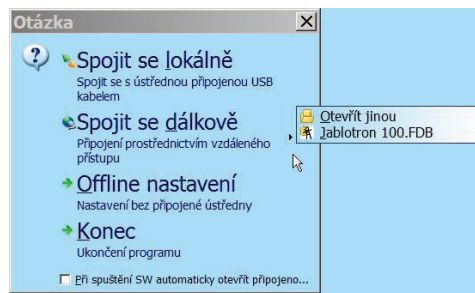 Otázka
Spojit se lokálně
Spojit se s ústřednou připojenou USB
kabelem
Spojit se dálkově
Připojení prostřednictvím vzdáleného
přístupu
Otevřít jinou
Jablotron 100.FDB
Offline nastavení
Nastavení bez připojené ústředny
Konec
Ukončení programu
Při spuštění SW automaticky otevřít připojeno...